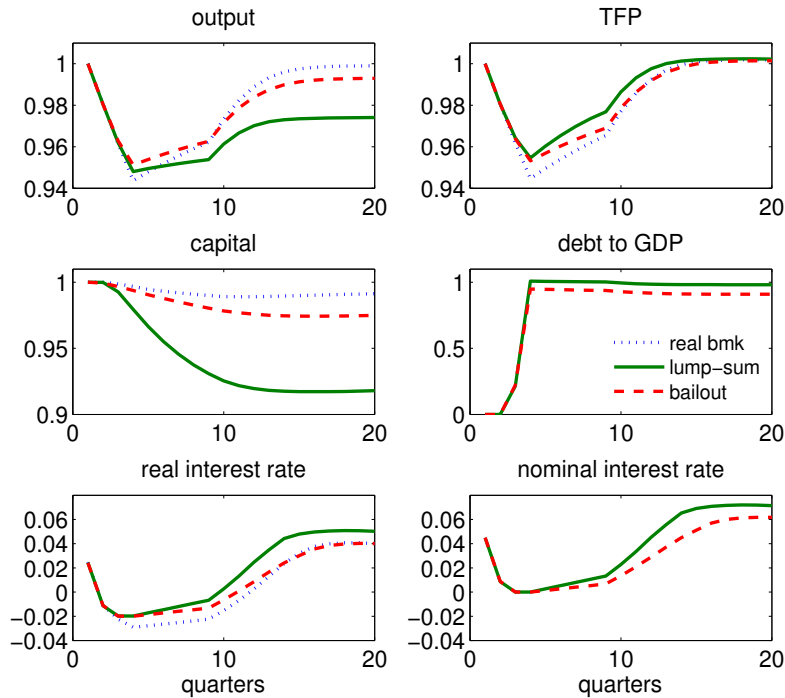 output
1
0.98
0.96
0.94
0 10 20
TFP
1
0.98
0.96
0.94
0 10 20
capital
1
0.95
0.9
0 10 20
debt to GDP
1
0.5
0
0 10 20
real bmk
lump−sum
bailout
real interest rate
0.06
0.04
0.02
0
−0.02
−0.04
0 10 20
quarters
nominal interest rate
0.06
0.04
0.02
0
−0.02
−0.04
0 10 20
quarters